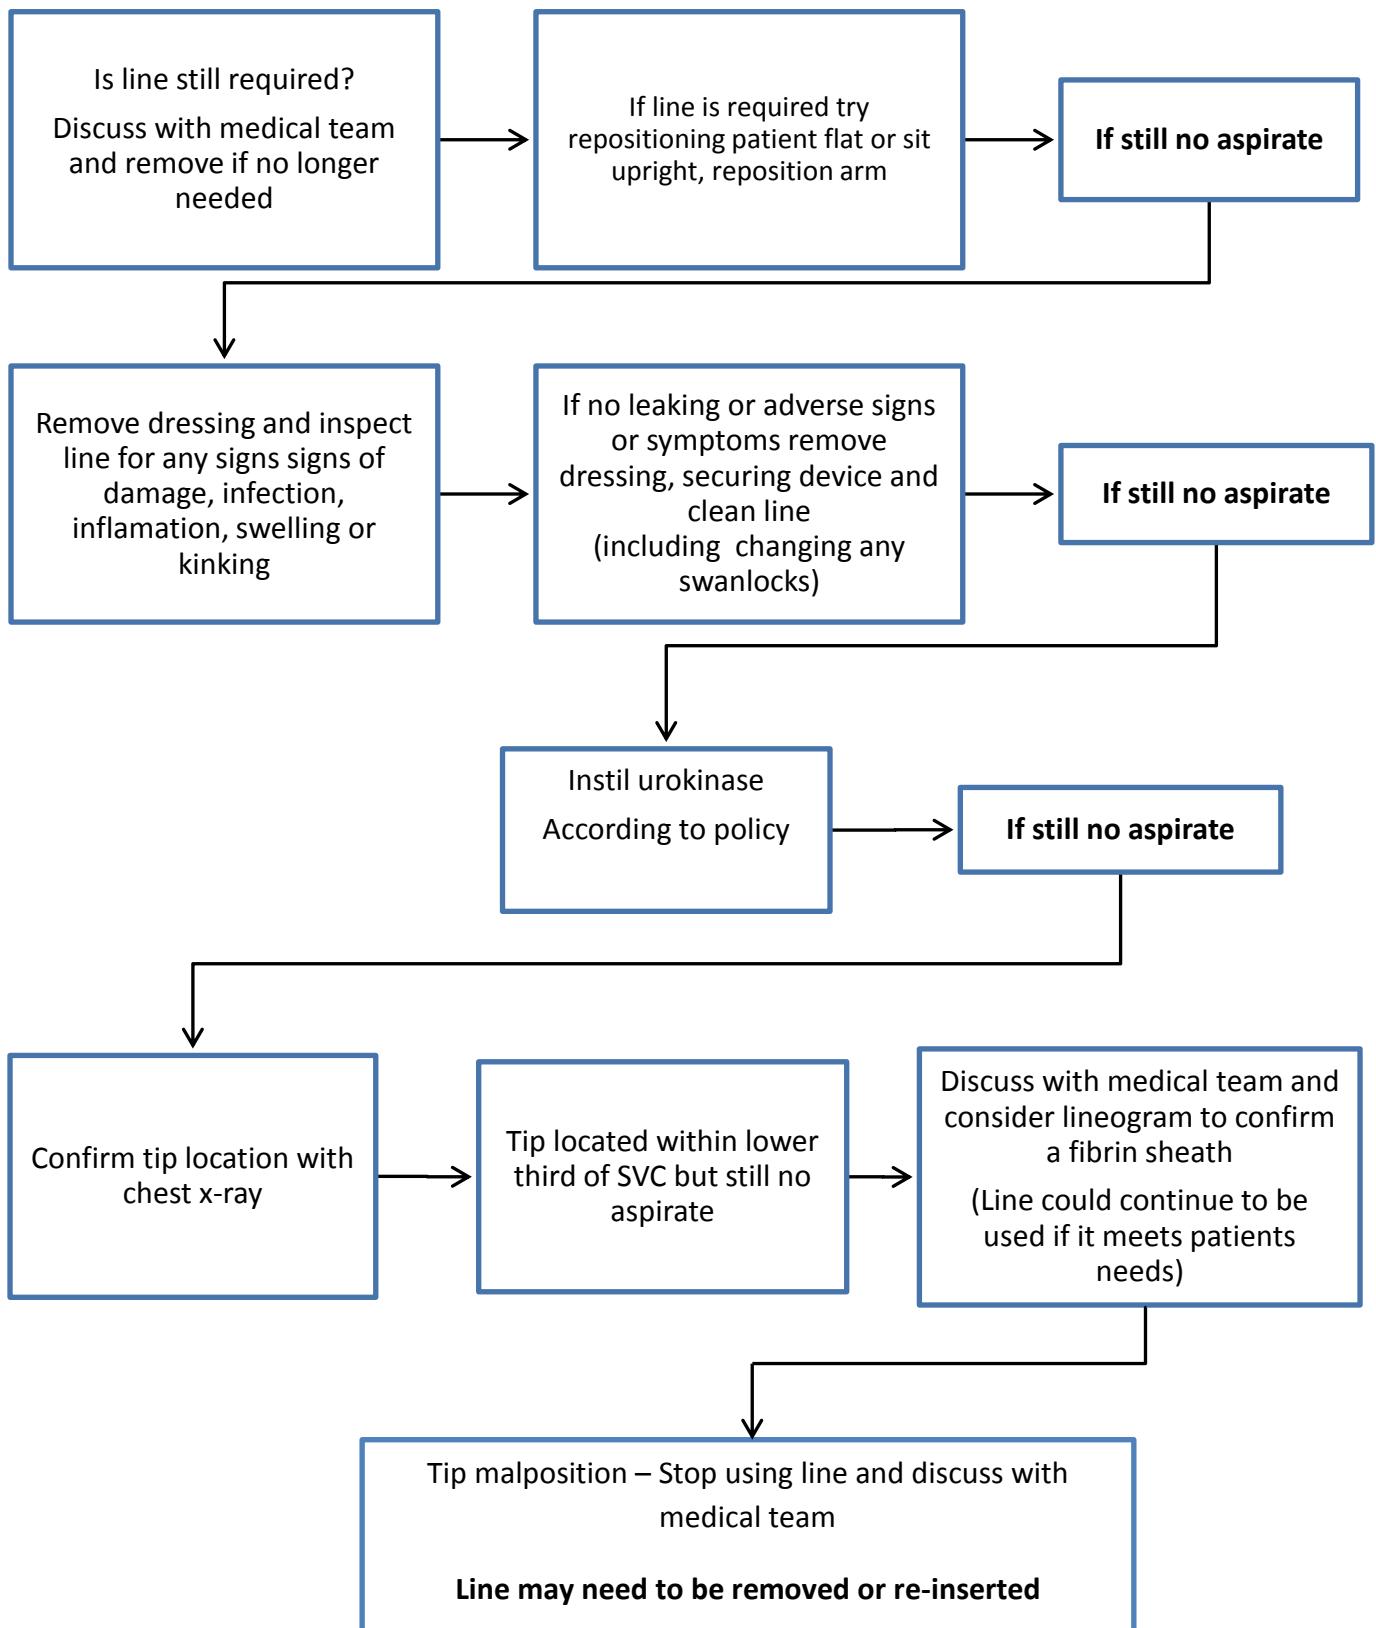 Is line still required?
Discuss with medical team
and remove if no longer
needed
If line is required try
repositioning patient flat or sit
upright, reposition arm
If still no aspirate
Remove dressing and inspect
line for any signs signs of
damage, infection,
inflamation, swelling or
kinking
If no leaking or adverse signs
or symptoms remove
dressing, securing device and
clean line
(including  changing any
swanlocks)
If still no aspirate
Instil urokinase
According to policy
If still no aspirate
Confirm tip location with
chest x-ray
Tip located within lower
third of SVC but still no
aspirate
Discuss with medical team and
consider lineogram to confirm
a fibrin sheath
(Line could continue to be
used if it meets patients
needs)
Tip malposition – Stop using line and discuss with
medical team
Line may need to be removed or re-inserted